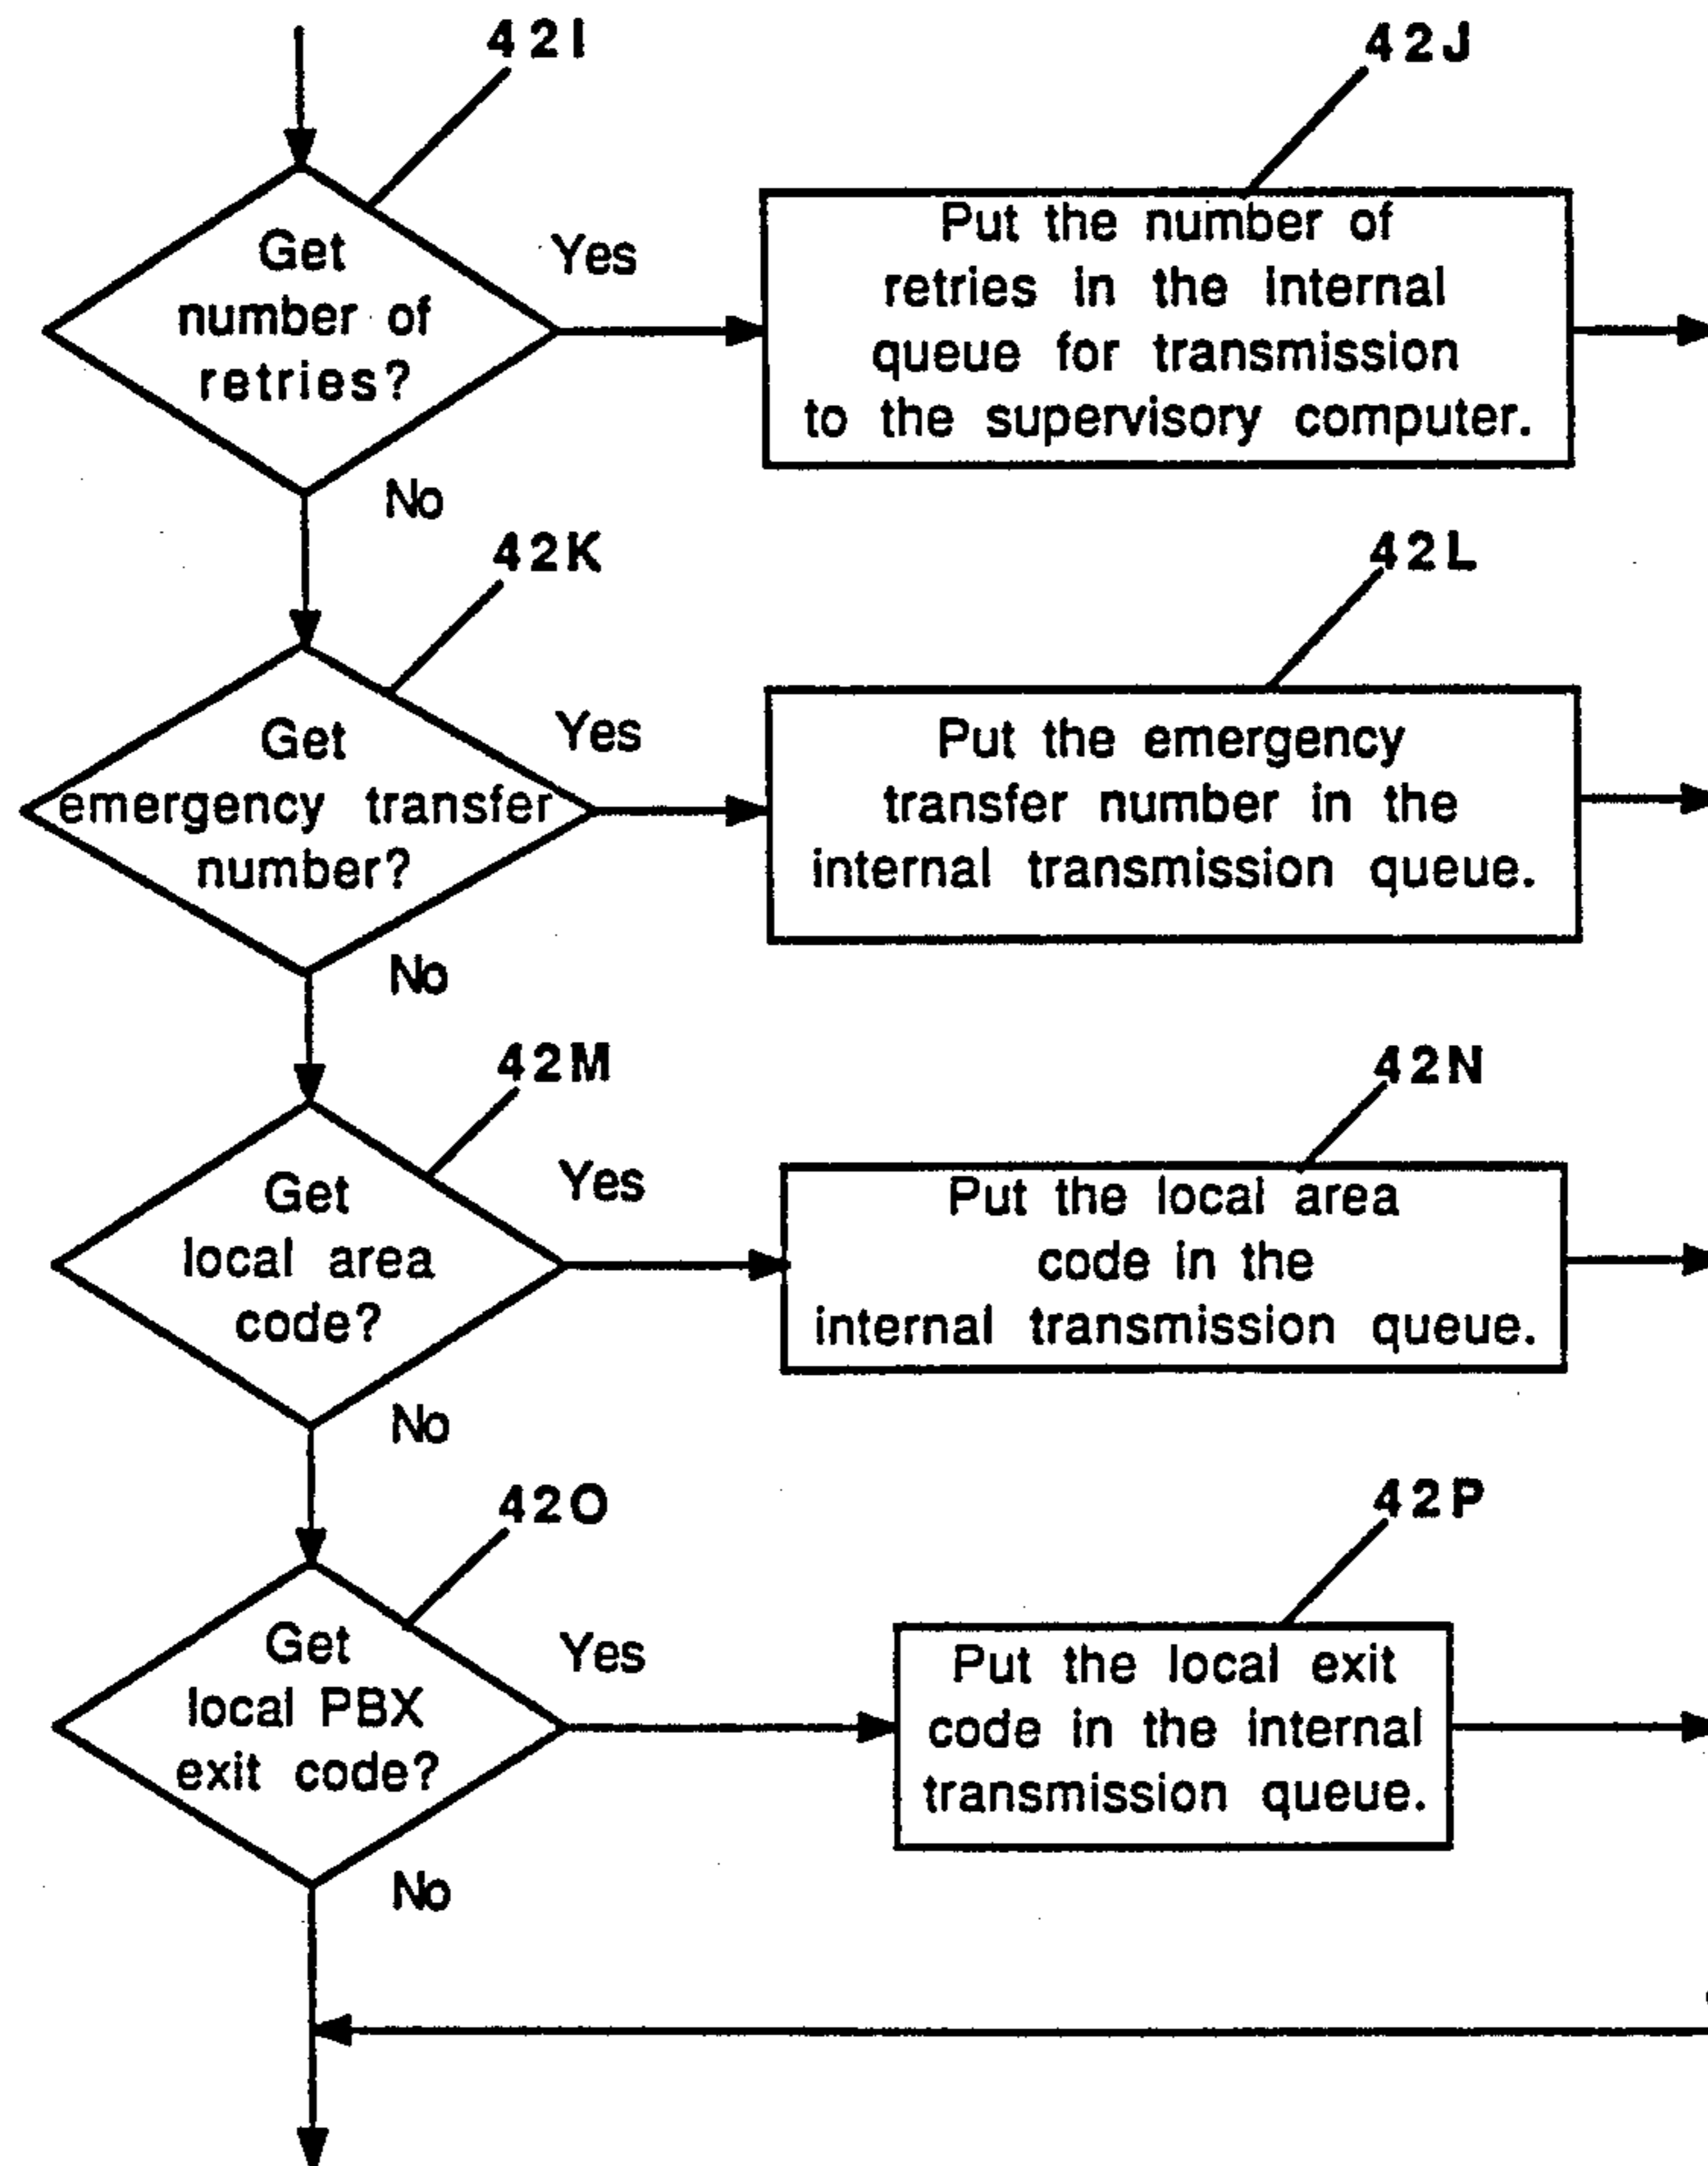 42I
42J
Get
number of
retries?
Yes
Put the number of
retries in the internal
queue for transmission
to the supervisory computer.
No
42K
42L
Get
emergency transfer
number?
Yes
Put the emergency
transfer number in the
internal transmission queue.
No
42M
42N
Get
local area
code?
Yes
Put the local area
code in the
internal transmission queue.
No
42O
42P
Get
local PBX
exit code?
Yes
Put the local exit
code in the internal
transmission queue.
No